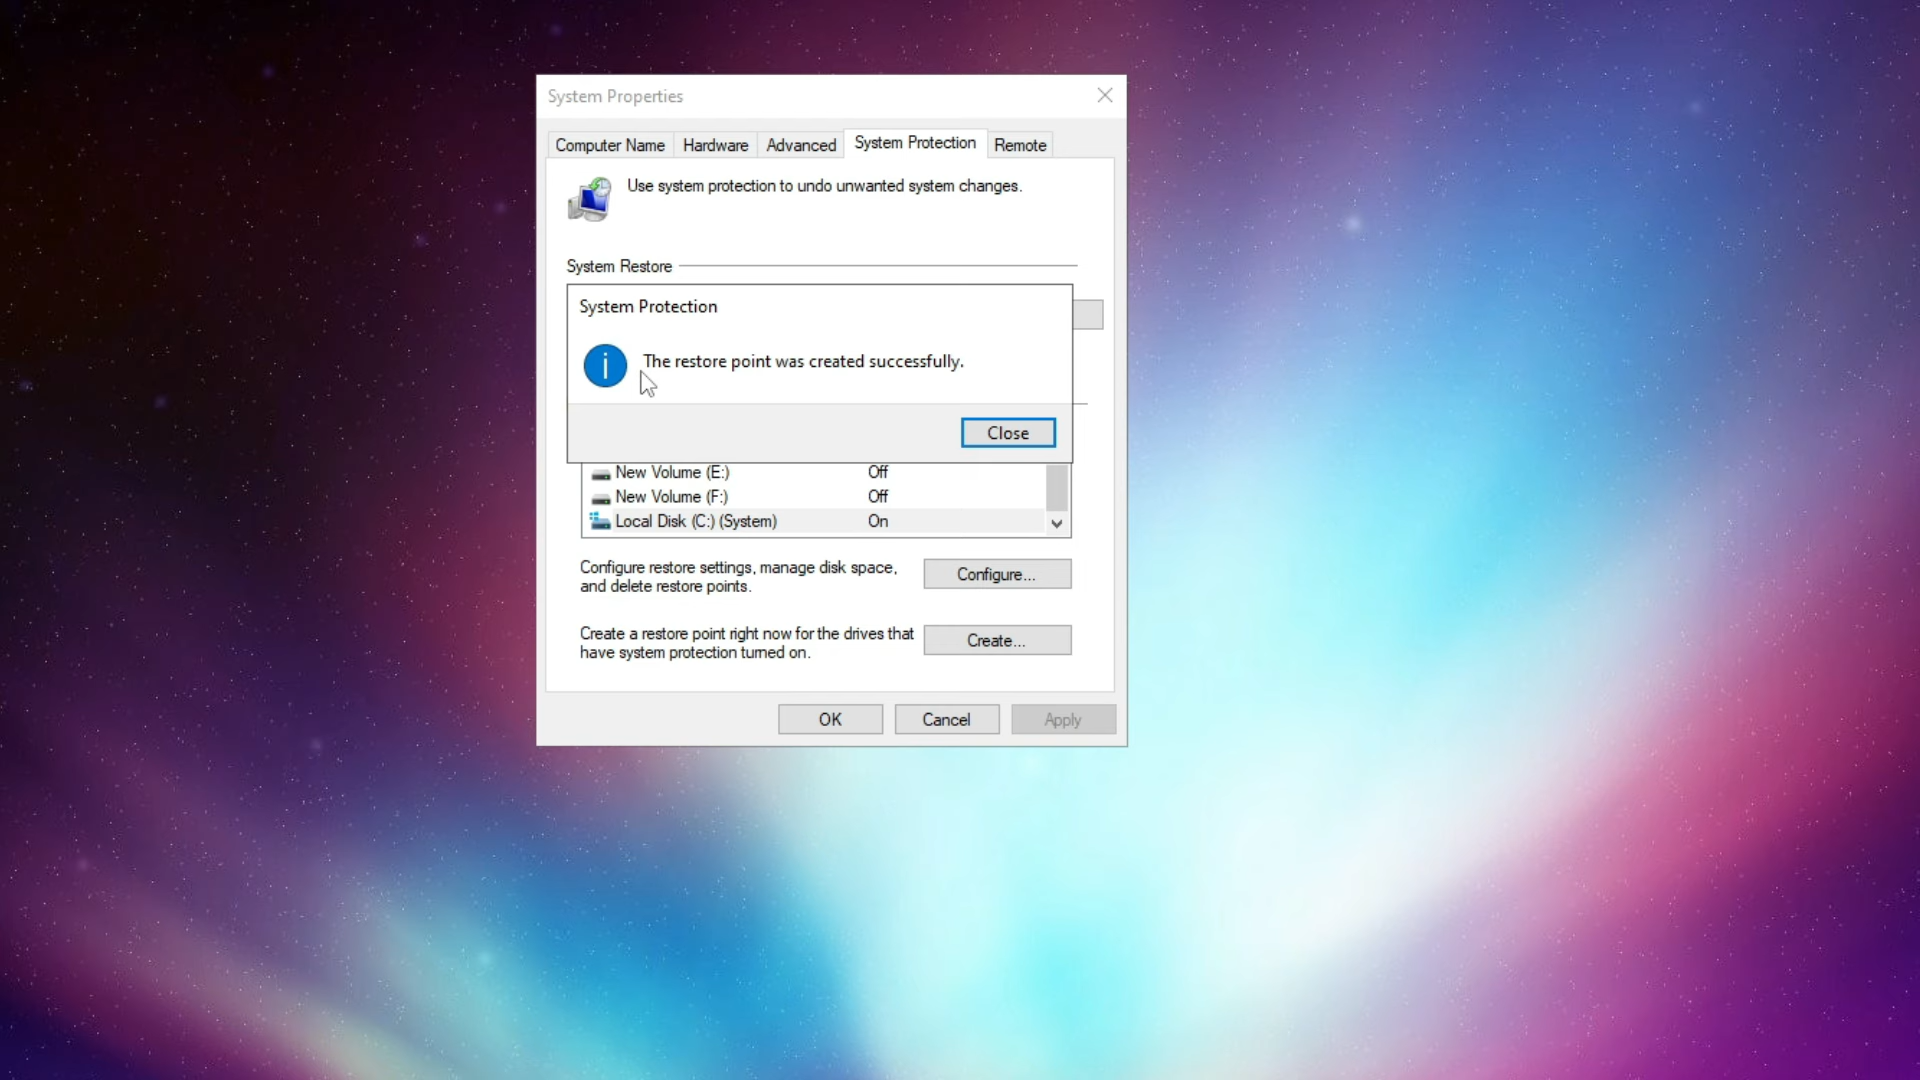 System Properties
Computer Name Hardware Advanced System Protection Remote
Use system protection to undo unwanted system changes.
System Restore
System Protection
i
The restore point was created successfully.
Close
New Volume (E:) Off
New Volume (F:) Off
Local Disk (C:) (System) On
Configure restore settings, manage disk space,
and delete restore points.
Configure...
Create a restore point right now for the drives that
have system protection turned on.
Create...
OK Cancel Apply